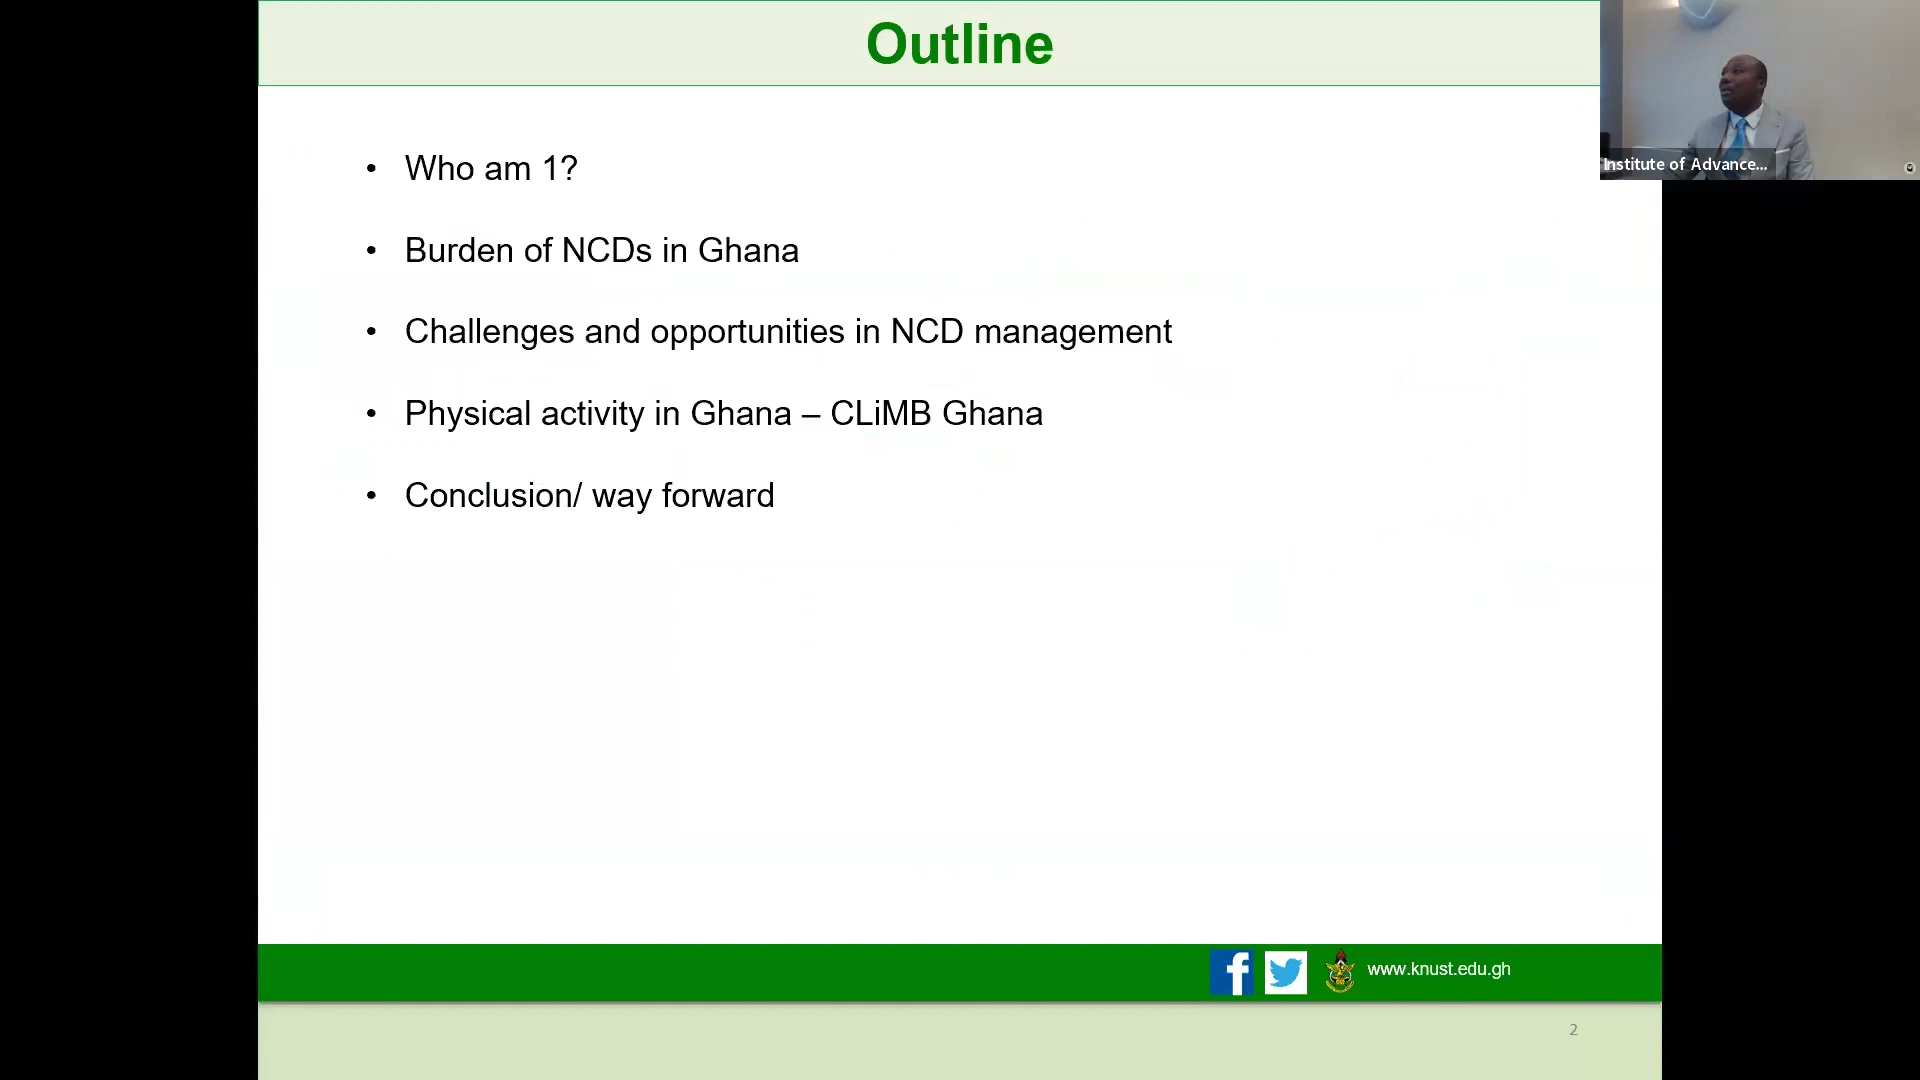 Outline
Institute of Advance...
• Who am 1?
• Burden of NCDs in Ghana
• Challenges and opportunities in NCD management
• Physical activity in Ghana – CLiMB Ghana
• Conclusion/ way forward
www.knust.edu.gh
2